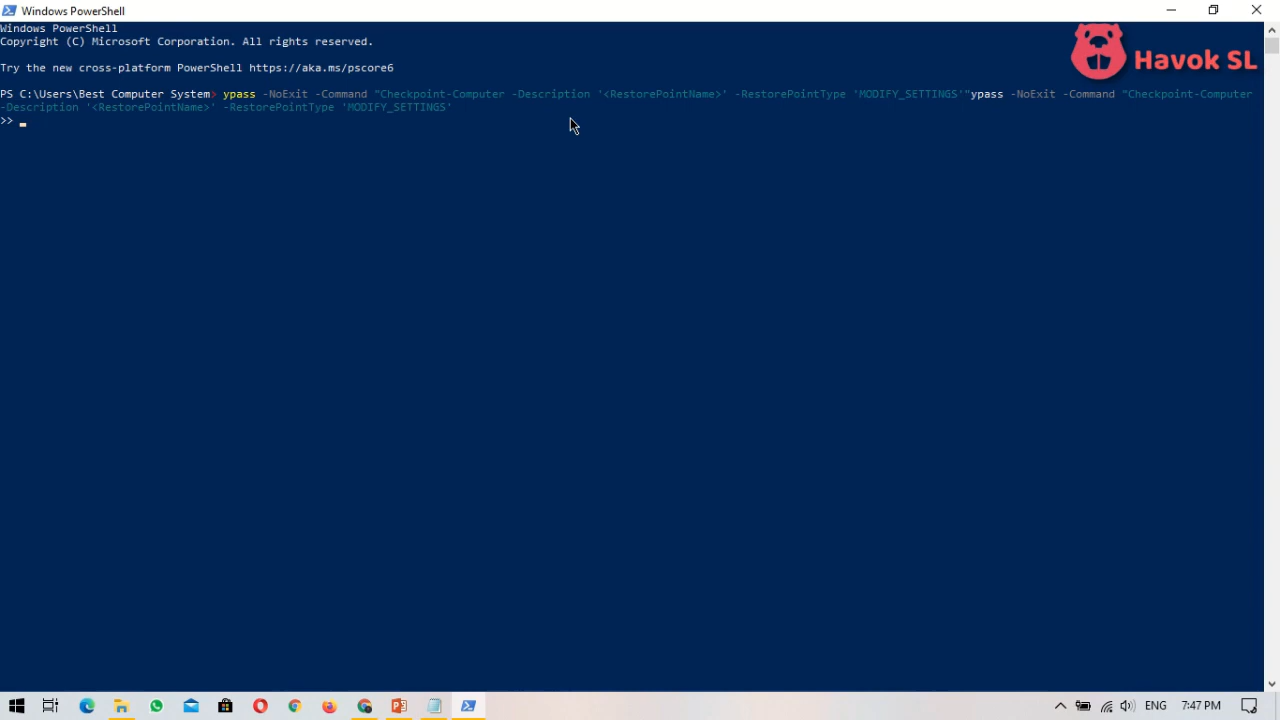 Windows PowerShell
Windows PowerShell
Copyright (C) Microsoft Corporation. All rights reserved.
Havok SL
Try the new cross-platform PowerShell https://aka.ms/pscore6
PS C:\Users\Best Computer System> ypass -NoExit -Command "Checkpoint-Computer -Description '<RestorePointName>' -RestorePointType 'MODIFY_SETTINGS'"ypass -NoExit -Command "Checkpoint-Computer
-Description '<RestorePointName>' -RestorePointType 'MODIFY_SETTINGS'
>>
ENG 7:47 PM